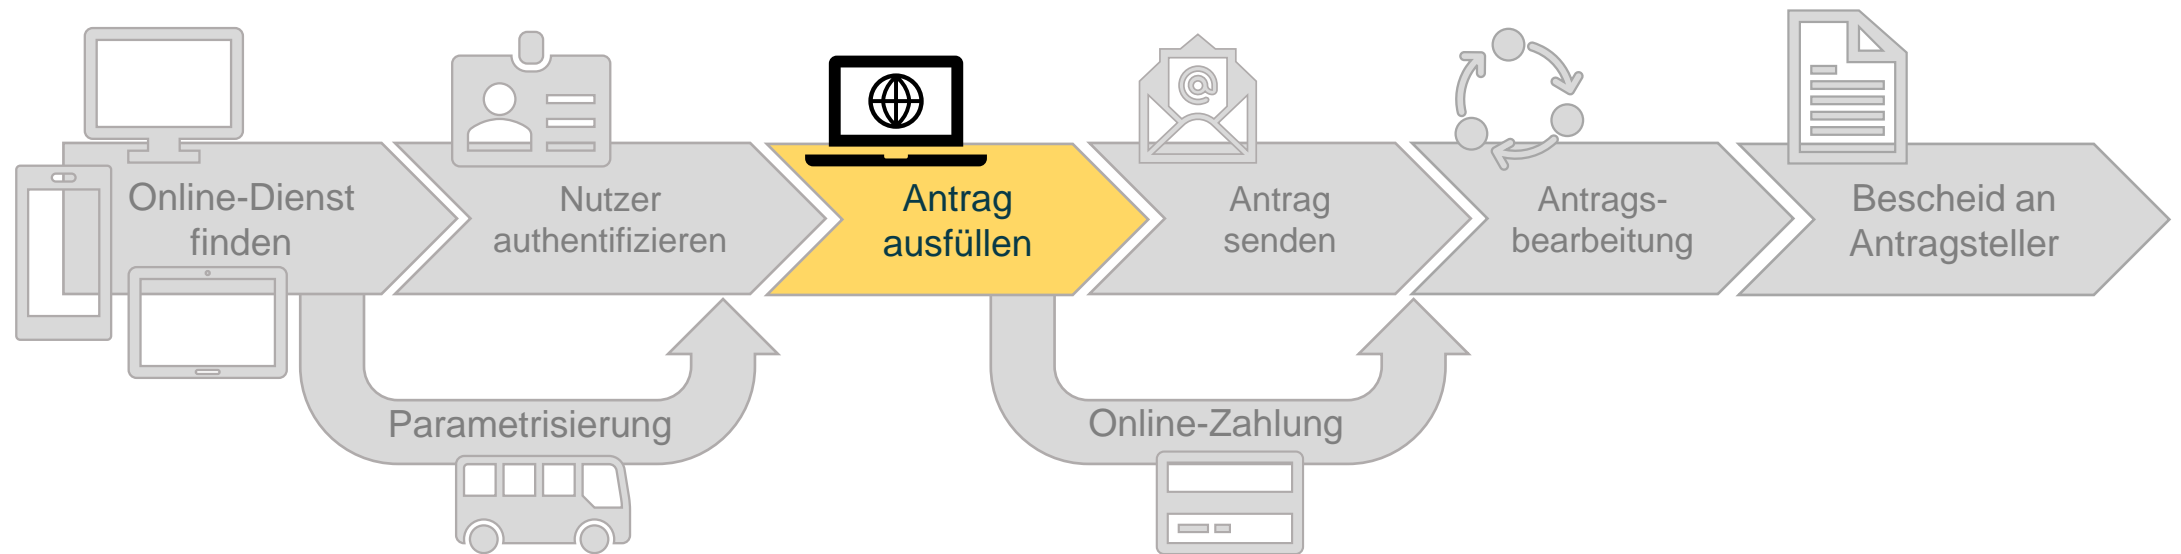 Online-Dienst
finden
Nutzer
authentifizieren
Antrag
ausfüllen
@
Antrag
senden
Antrags-
bearbeitung
Bescheid an
Antragsteller
Parametrisierung
Online-Zahlung